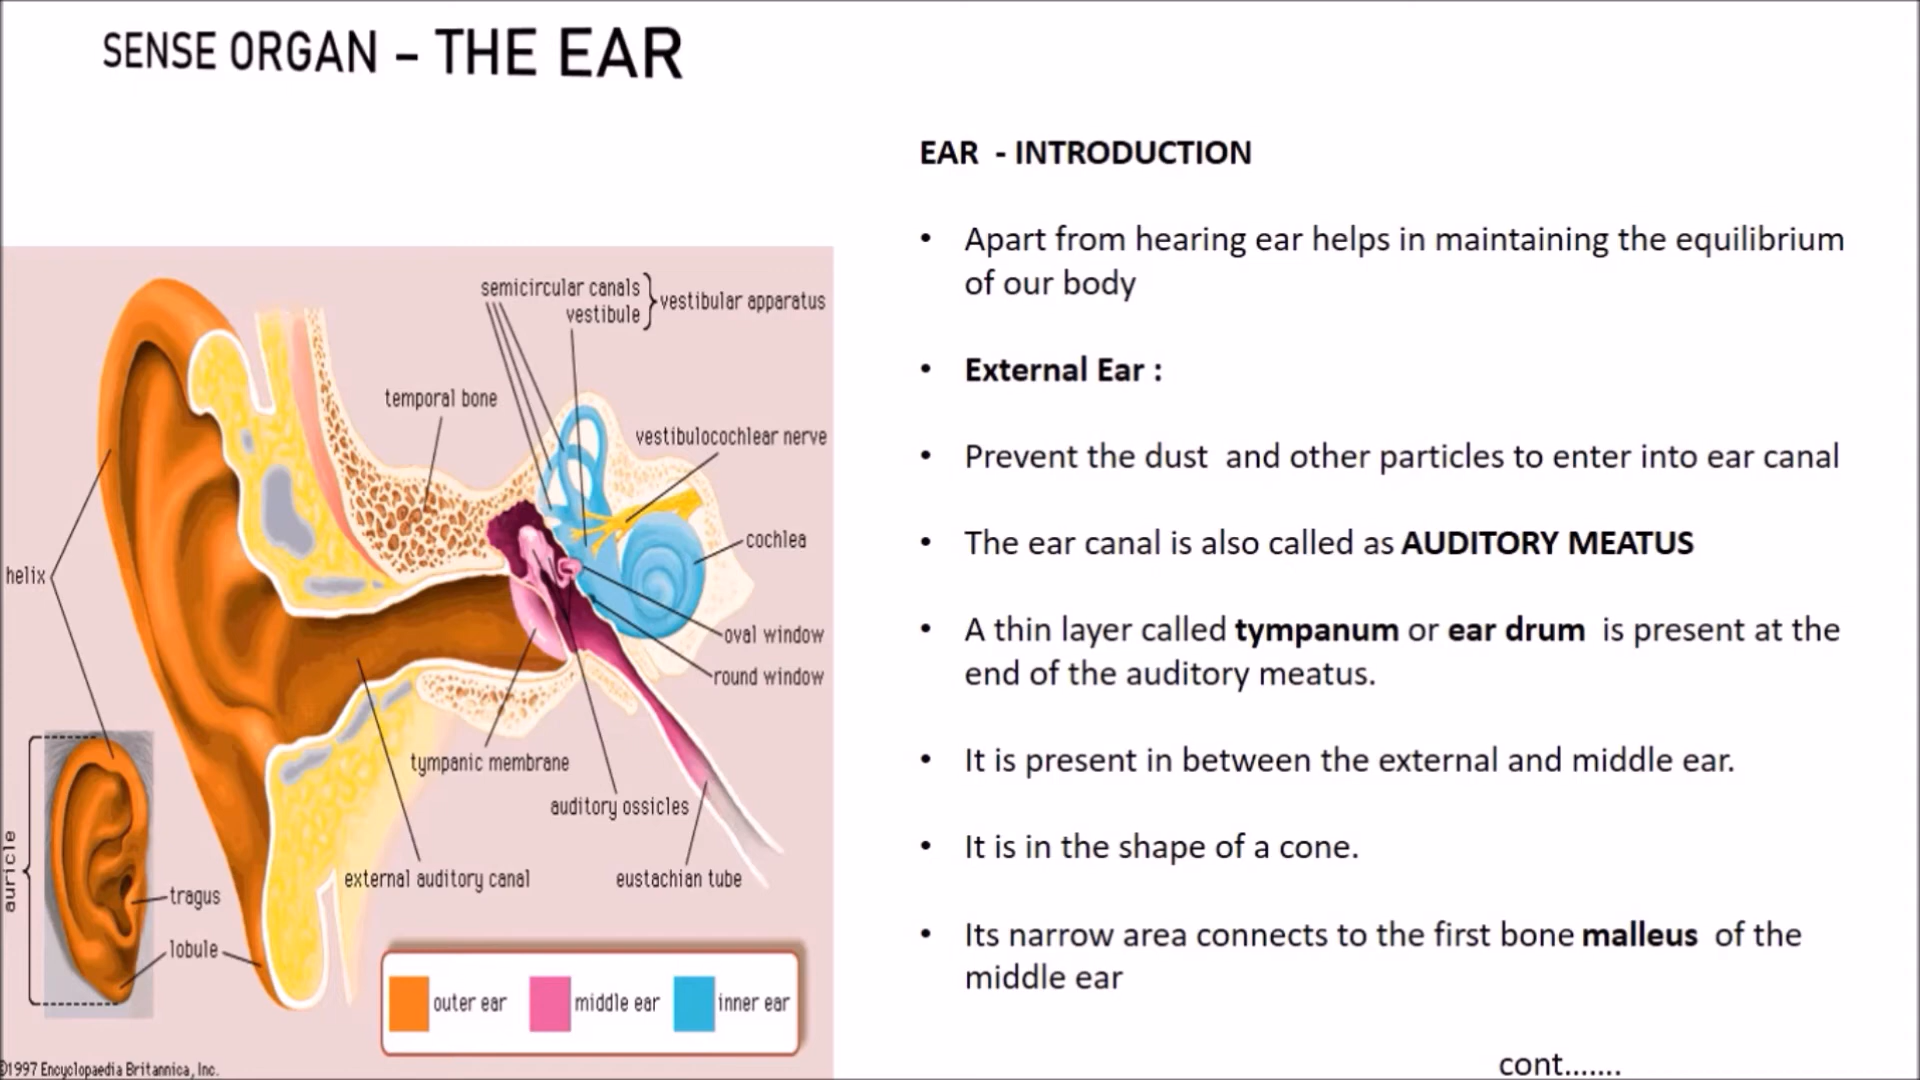 SENSE ORGAN – THE EAR
EAR - INTRODUCTION
• Apart from hearing ear helps in maintaining the equilibrium
of our body
• External Ear :
• Prevent the dust and other particles to enter into ear canal
• The ear canal is also called as AUDITORY MEATUS
• A thin layer called tympanum or ear drum is present at the
end of the auditory meatus.
• It is present in between the external and middle ear.
• It is in the shape of a cone.
• Its narrow area connects to the first bone malleus of the
middle ear
cont.......
semicircular canals
vestibule
vestibular apparatus
temporal bone
vestibulocochlear nerve
cochlea
helix
oval window
round window
tympanic membrane
auditory ossicles
external auditory canal
eustachian tube
auricle
tragus
lobule
outer ear
middle ear
inner ear
©1997 Encyclopaedia Britannica, Inc.